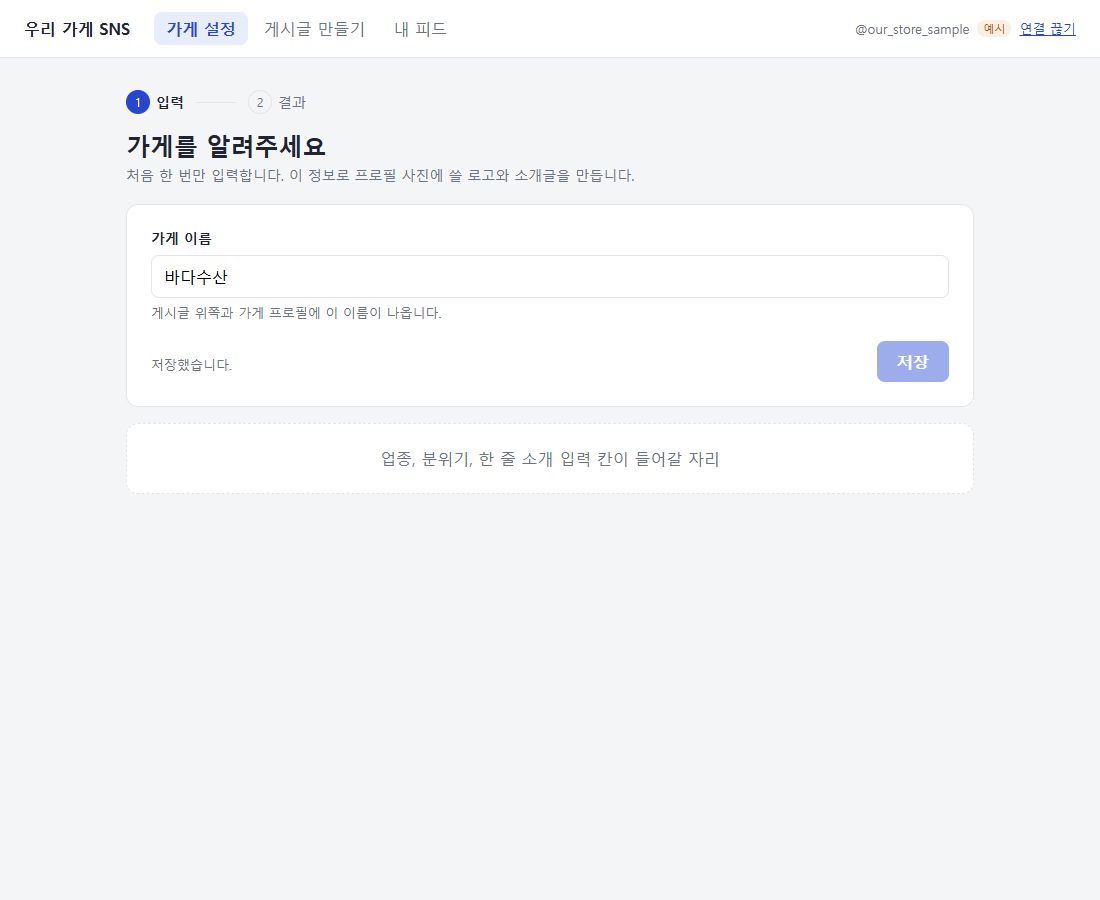 우리 가게 SNS
가게 설정
게시글 만들기
내 피드
@our_store_sample
예시
연결 끊기
1 입력
2 결과
가게를 알려주세요
처음 한 번만 입력합니다. 이 정보로 프로필 사진에 쓸 로고와 소개글을 만듭니다.
가게 이름
바다수산
게시글 위쪽과 가게 프로필에 이 이름이 나옵니다.
저장했습니다.
저장
업종, 분위기, 한 줄 소개 입력 칸이 들어갈 자리